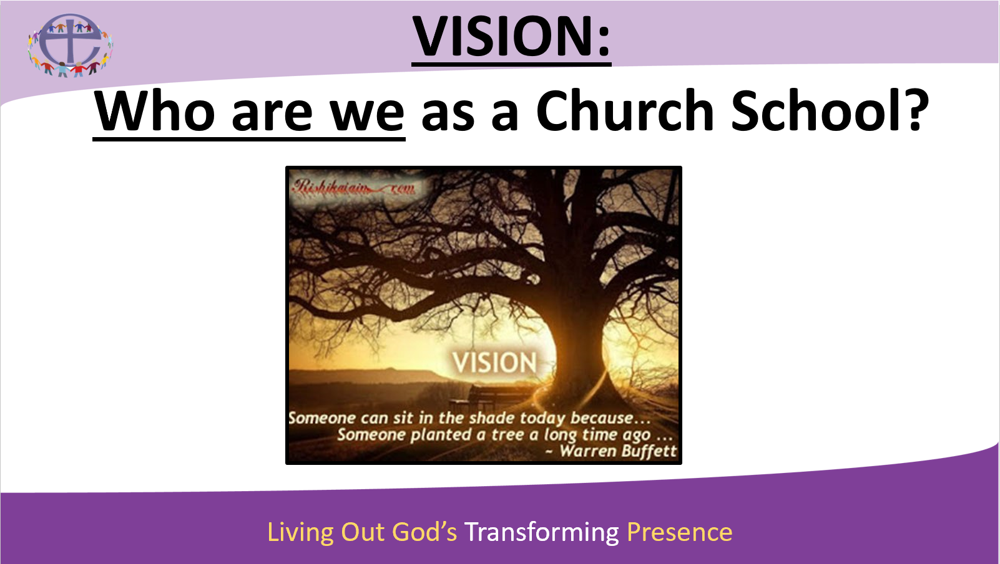 VISION:
Who are we as a Church School?
Rishikajain.com
VISION
Someone can sit in the shade today because...
Someone planted a tree a long time ago ...
~ Warren Buffett
Living Out God’s Transforming Presence